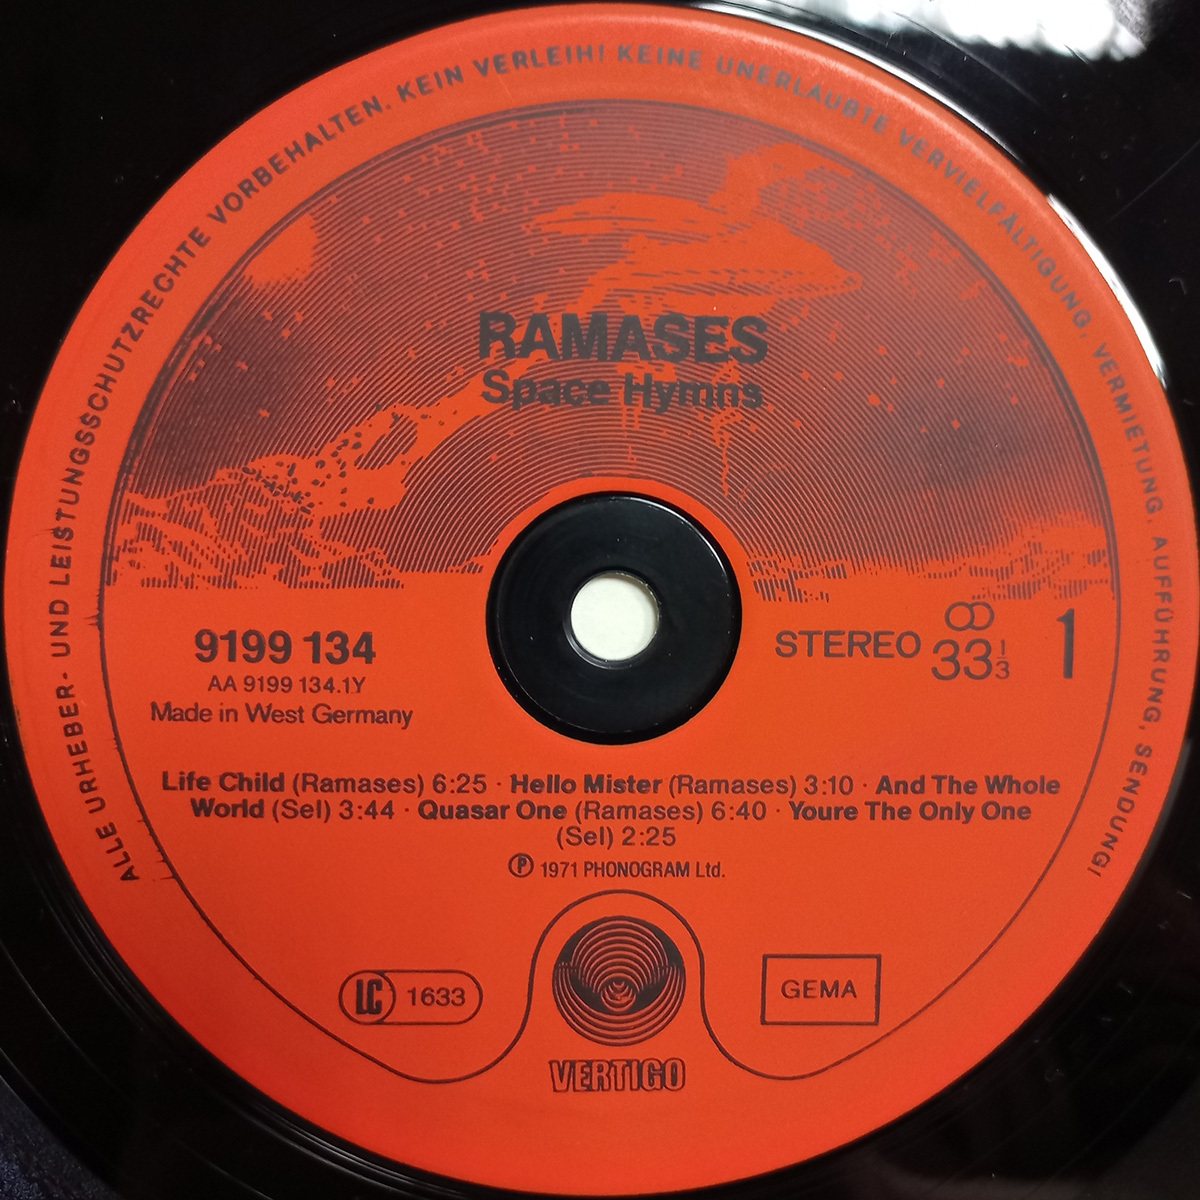 ALLE URHEBER- UND LEISTUNGSSCHUTZRECHTE VORBEHALTEN. KEIN VERLEIH! KEINE UNERLAUBTE VERVIELFÄLTIGUNG, VERMIETUNG, AUFFÜHRUNG, SENDUNG!
RAMASES
Space Hymns
9199 134
AA 9199 134.1Y
Made in West Germany
STEREO 33 1/3
1
Life Child (Ramases) 6:25 · Hello Mister (Ramases) 3:10 · And The Whole
World (Sel) 3:44 · Quasar One (Ramases) 6:40 · Youre The Only One
(Sel) 2:25
℗ 1971 PHONOGRAM Ltd.
LC 1633
GEMA
VERTIGO